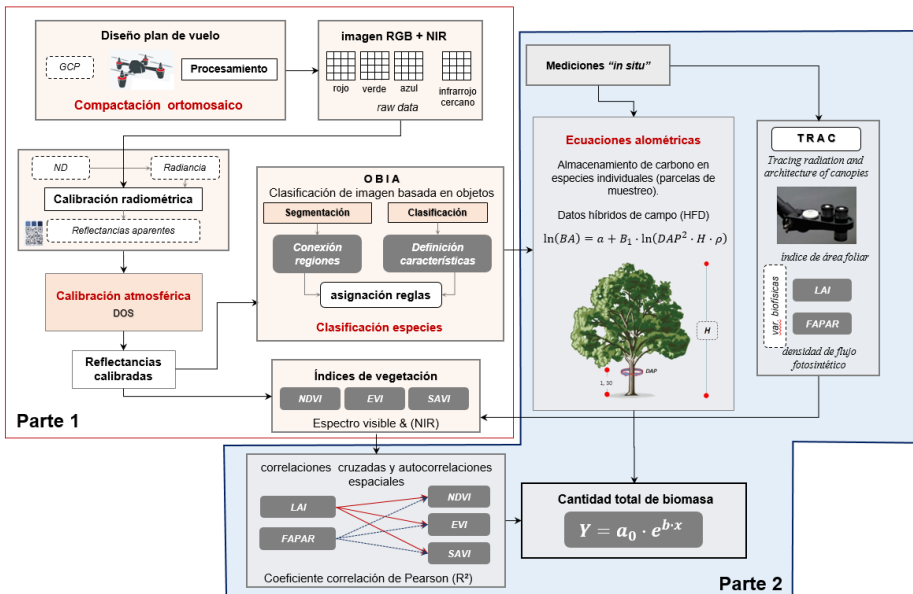 Diseño plan de vuelo
GCP
Procesamiento
Compactación ortomosaico
imagen RGB + NIR
rojo
verde
azul
infrarrojo
cercano
raw data
ND
Radiancia
Calibración radiométrica
Reflectancias aparentes
Calibración atmosférica
DOS
Reflectancias
calibradas
O B I A
Clasificación de imagen basada en objetos
Segmentación
Clasificación
Conexión
regiones
Definición
características
asignación reglas
Clasificación especies
Índices de vegetación
NDVI
EVI
SAVI
Espectro visible & (NIR)
Parte 1
Mediciones “in situ”
Ecuaciones alométricas
Almacenamiento de carbono en
especies individuales (parcelas
de muestreo).
Datos híbridos de campo (HFD)
ln(BA) = a + B₁ · ln(DAP² · H · ρ)
H
DAP
1, 30
T R A C
Tracing radiation and
architecture of canopies
índice de área foliar
var. biofísicas
LAI
FAPAR
densidad de flujo
fotosintético
correlaciones cruzadas y autocorrelaciones
espaciales
LAI
FAPAR
NDVI
EVI
SAVI
Coeficiente correlación de Pearson (R²)
Cantidad total de biomasa
Y = a₀ · e^{b·x}
Parte 2